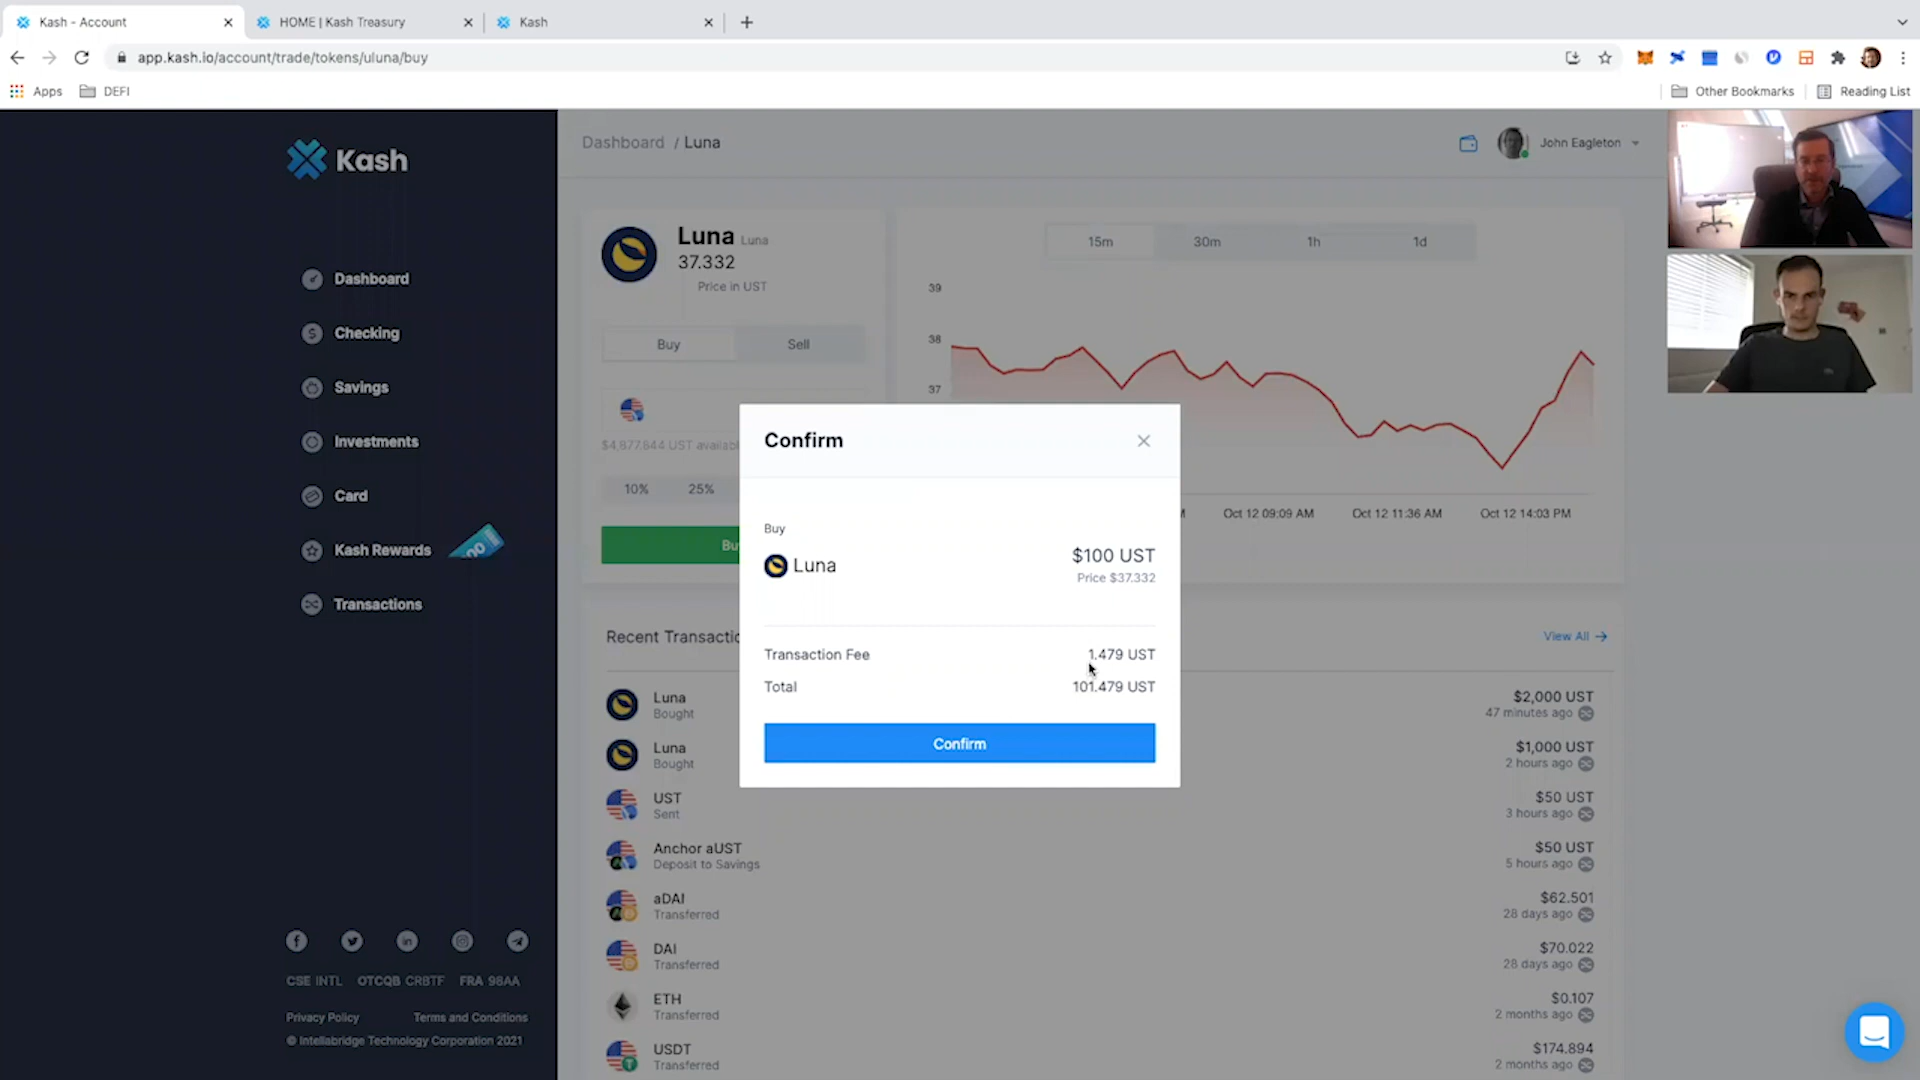 Kash - Account
HOME | Kash Treasury
Kash
app.kash.io/account/trade/tokens/uluna/buy
Apps
DEFI
Other Bookmarks
Reading List
Kash
Dashboard
Checking
Savings
Investments
Card
Kash Rewards
Transactions
CSE INTL OTCQB CRBTF FRA 98AA
Privacy Policy
Terms and Conditions
© Intellabridge Technology Corporation 2021
Dashboard / Luna
John Eagleton
Luna Luna
37.332
Price in UST
Buy
Sell
$4,877.844 UST
10%
25%
15m
30m
1h
1d
39
38
37
Oct 12 09:09 AM
Oct 12 11:36 AM
Oct 12 14:03 PM
Confirm
Buy
Luna
$100 UST
Price $37.332
Transaction Fee
1.479 UST
Total
101.479 UST
Confirm
Recent
View All
Luna
Bought
$2,000 UST
47 minutes ago
Luna
Bought
$1,000 UST
2 hours ago
UST
Sent
$50 UST
3 hours ago
Anchor aUST
Deposit to Savings
$50 UST
5 hours ago
aDAI
Transferred
$62.501
28 days ago
DAI
Transferred
$70.022
28 days ago
ETH
Transferred
$0.107
2 months ago
USDT
Transferred
$174.894
2 months ago